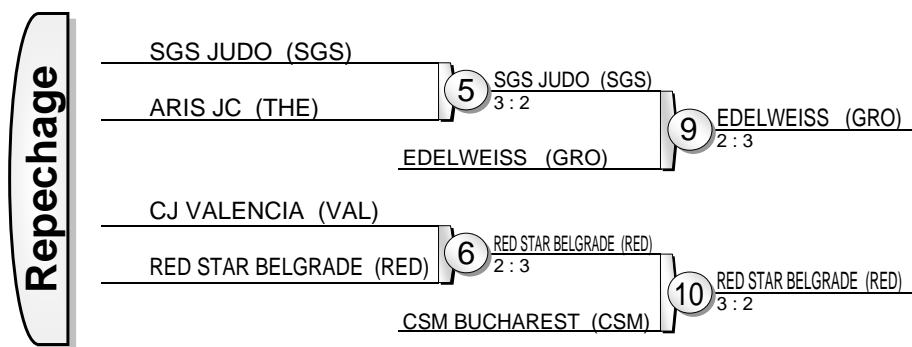 Repechage
SGS JUDO (SGS)
ARIS JC (THE)
5
SGS JUDO (SGS)
3 : 2
EDELWEISS (GRO)
9
EDELWEISS (GRO)
2 : 3
CJ VALENCIA (VAL)
RED STAR BELGRADE (RED)
6
RED STAR BELGRADE (RED)
2 : 3
CSM BUCHAREST (CSM)
10
RED STAR BELGRADE (RED)
3 : 2